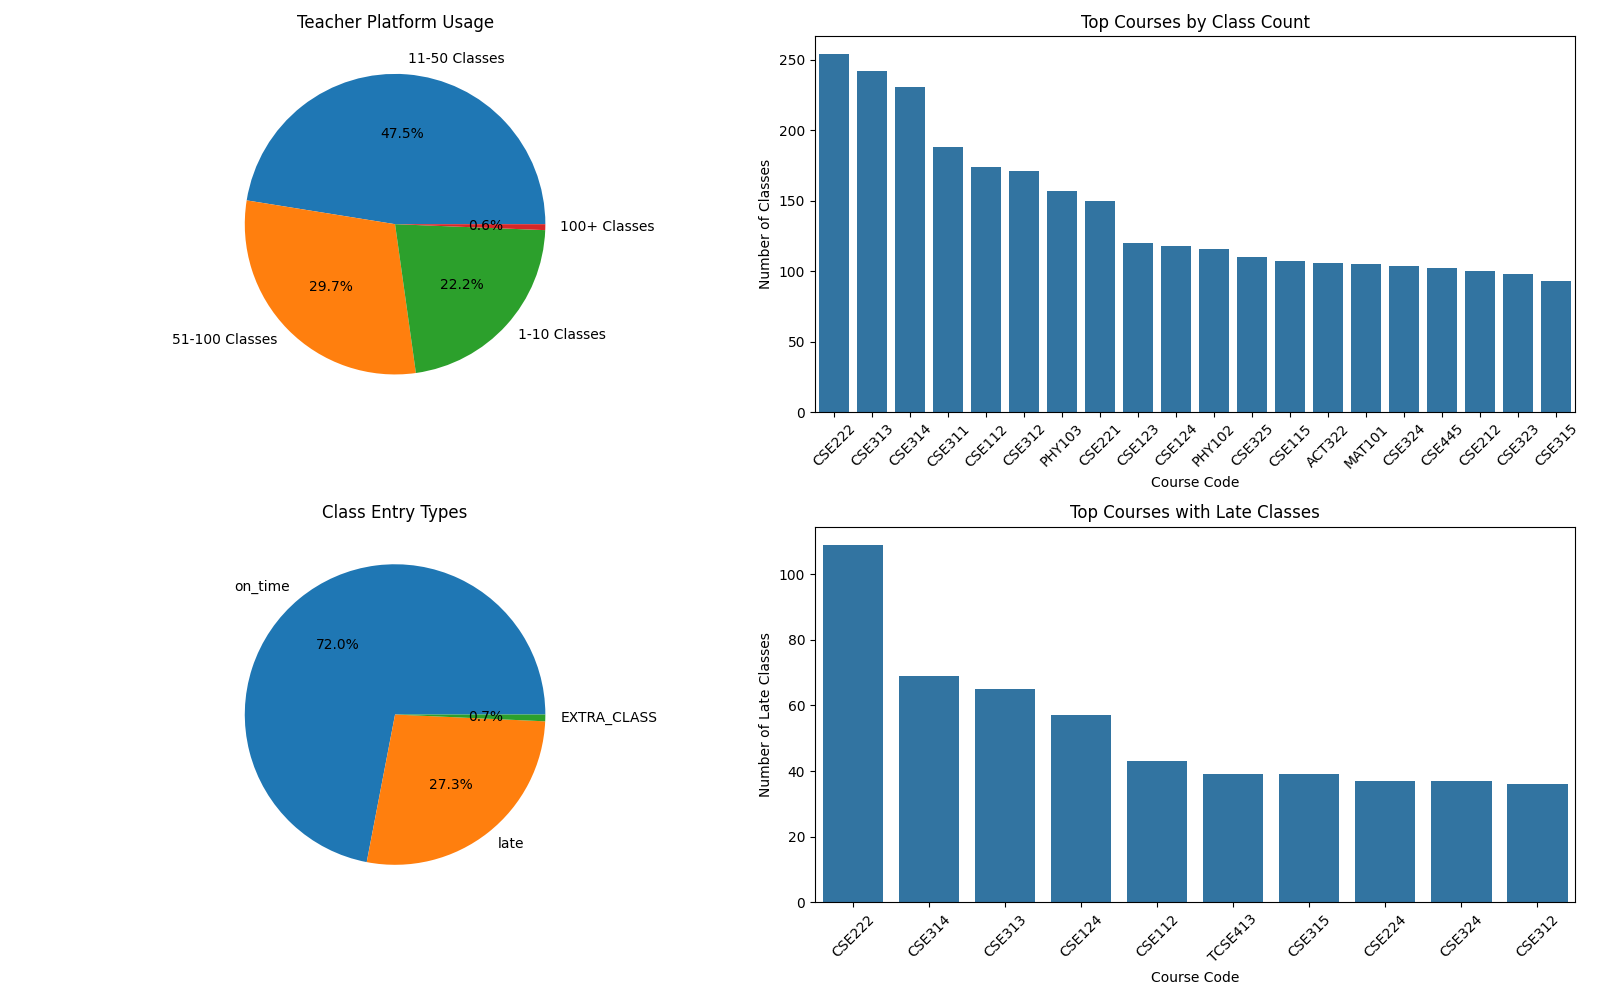 Teacher Platform Usage
11-50 Classes
47.5%
0.6%
100+ Classes
29.7%
22.2%
51-100 Classes
1-10 Classes
Top Courses by Class Count
Number of Classes
250
200
150
100
50
0
CSE222 CSE313 CSE314 CSE311 CSE112 CSE312 PHY103 CSE221 CSE123 CSE124 PHY102 CSE325 CSE115 ACT322 MAT101 CSE324 CSE445 CSE212 CSE323 CSE315
Course Code
Class Entry Types
on_time
72.0%
0.7%
EXTRA_CLASS
27.3%
late
Top Courses with Late Classes
Number of Late Classes
100
80
60
40
20
0
CSE222 CSE314 CSE313 CSE124 CSE112 TCSE413 CSE315 CSE224 CSE324 CSE312
Course Code